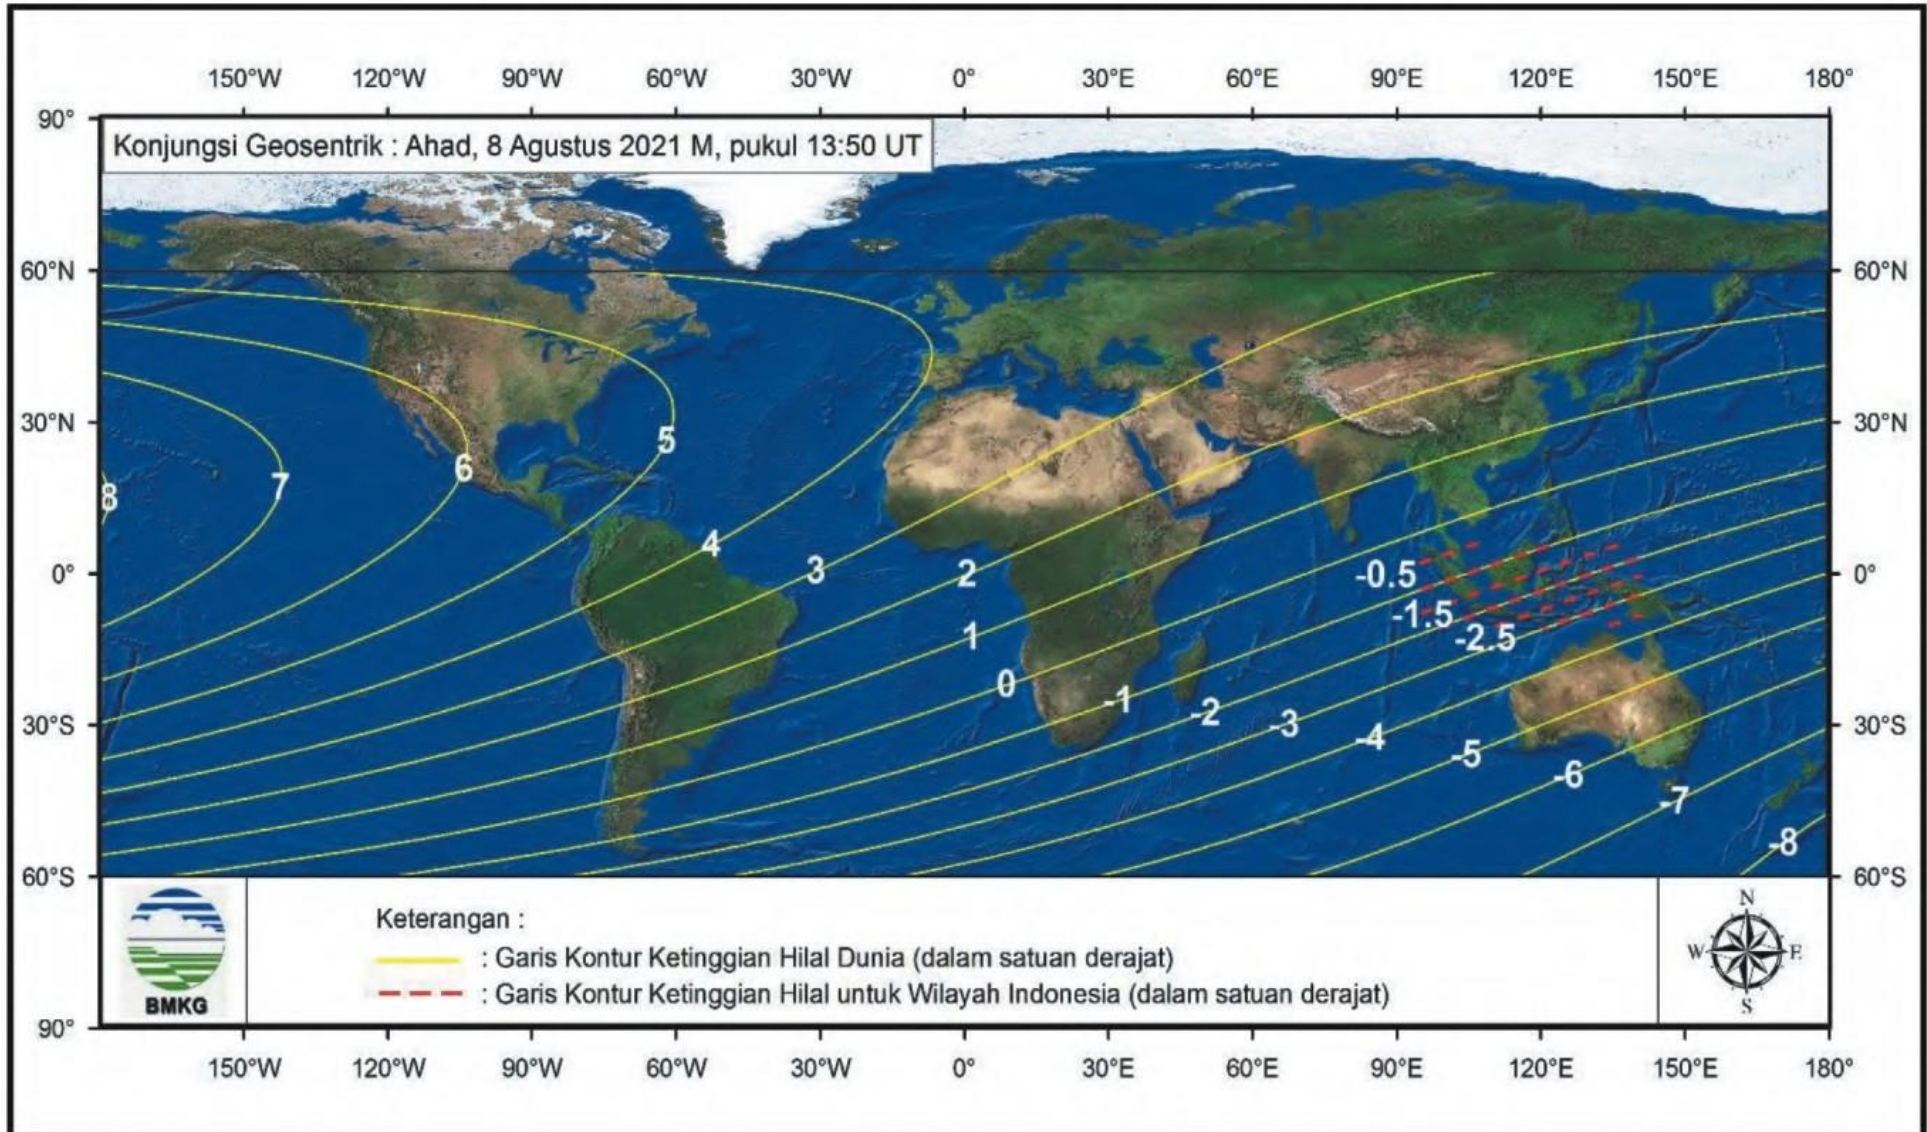 150°W 120°W 90°W 60°W 30°W 0° 30°E 60°E 90°E 120°E 150°E 180°
90°
Konjungsi Geosentrik : Ahad, 8 Agustus 2021 M, pukul 13:50 UT
60°N 60°N
30°N 30°N
5
6
7
8
4
3
2
0° 0°
-0.5
-1.5
-2.5
1
0
-1
-2
-3
30°S 30°S
-4
-5
-6
-7
-8
60°S 60°S
Keterangan :
: Garis Kontur Ketinggian Hilal Dunia (dalam satuan derajat)
: Garis Kontur Ketinggian Hilal untuk Wilayah Indonesia (dalam satuan derajat)
BMKG
N
W E
S
90° 90°
150°W 120°W 90°W 60°W 30°W 0° 30°E 60°E 90°E 120°E 150°E 180°